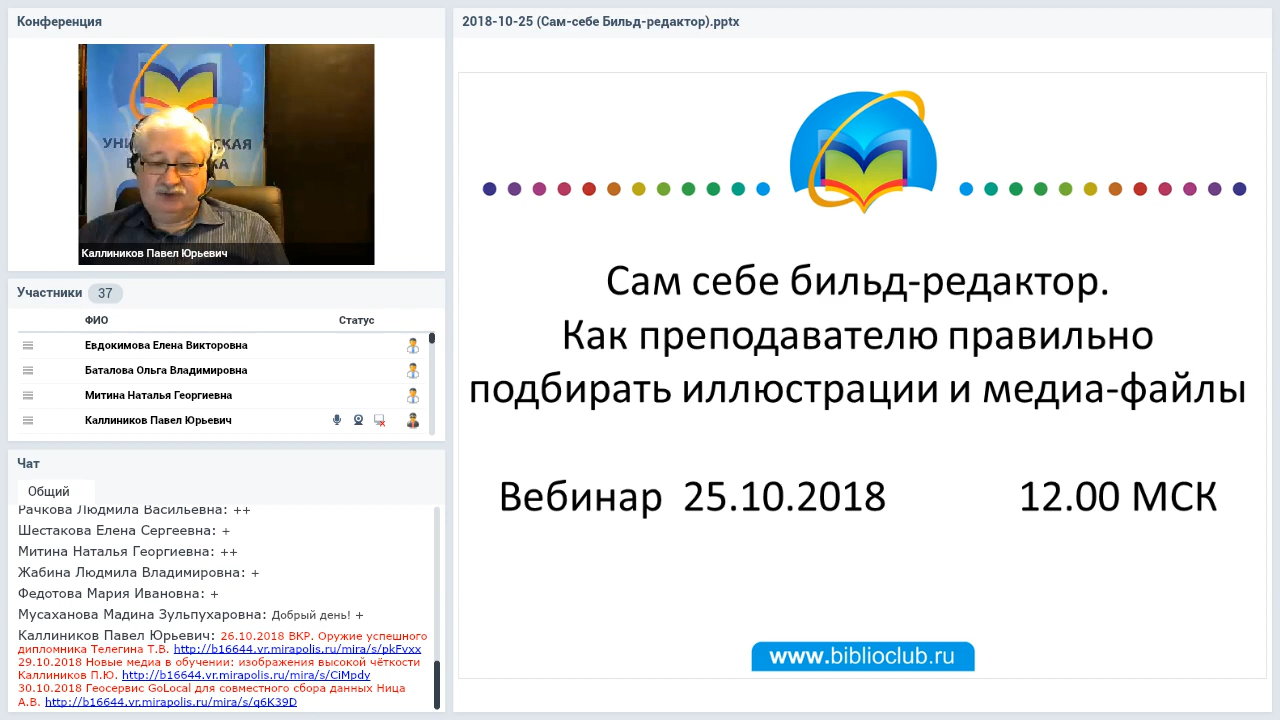 Конференция
Каллиников Павел Юрьевич
Участники 37
ФИО Статус
Евдокимова Елена Викторовна
Баталова Ольга Владимировна
Митина Наталья Георгиевна
Каллиников Павел Юрьевич
Чат
Общий
Рачкова Людмила Васильевна: ++
Шестакова Елена Сергеевна: +
Митина Наталья Георгиевна: ++
Жабина Людмила Владимировна: +
Федотова Мария Ивановна: +
Мусаханова Мадина Зульпухаровна: Добрый день! +
Каллиников Павел Юрьевич: 26.10.2018 ВКР. Оружие успешного
дипломника Телегина Т.В. http://b16644.vr.mirapolis.ru/mira/s/pkFvxx
29.10.2018 Новые медиа в обучении: изображения высокой чёткости
Каллиников П.Ю. http://b16644.vr.mirapolis.ru/mira/s/CiMpdy
30.10.2018 Геосервис GoLocal для совместного сбора данных Ница
А.В. http://b16644.vr.mirapolis.ru/mira/s/q6K39D
2018-10-25 (Сам-себе Бильд-редактор).pptx
Сам себе бильд-редактор.
Как преподавателю правильно
подбирать иллюстрации и медиа-файлы
Вебинар 25.10.2018 12.00 МСК
www.biblioclub.ru